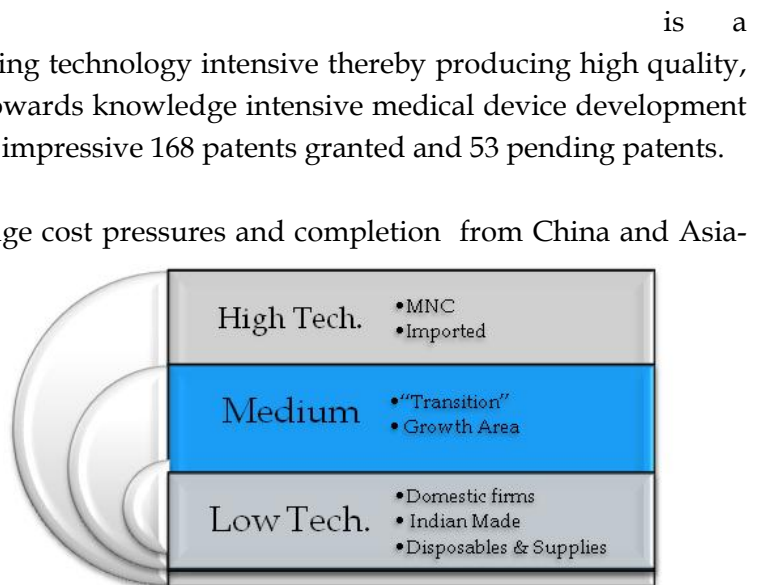 is a
ing technology intensive thereby producing high quality,
owards knowledge intensive medical device development
impressive 168 patents granted and 53 pending patents.
ge cost pressures and completion from China and Asia-
High Tech.
•MNC
•Imported
Medium
•"Transition"
• Growth Area
Low Tech.
•Domestic firms
• Indian Made
•Disposables & Supplies